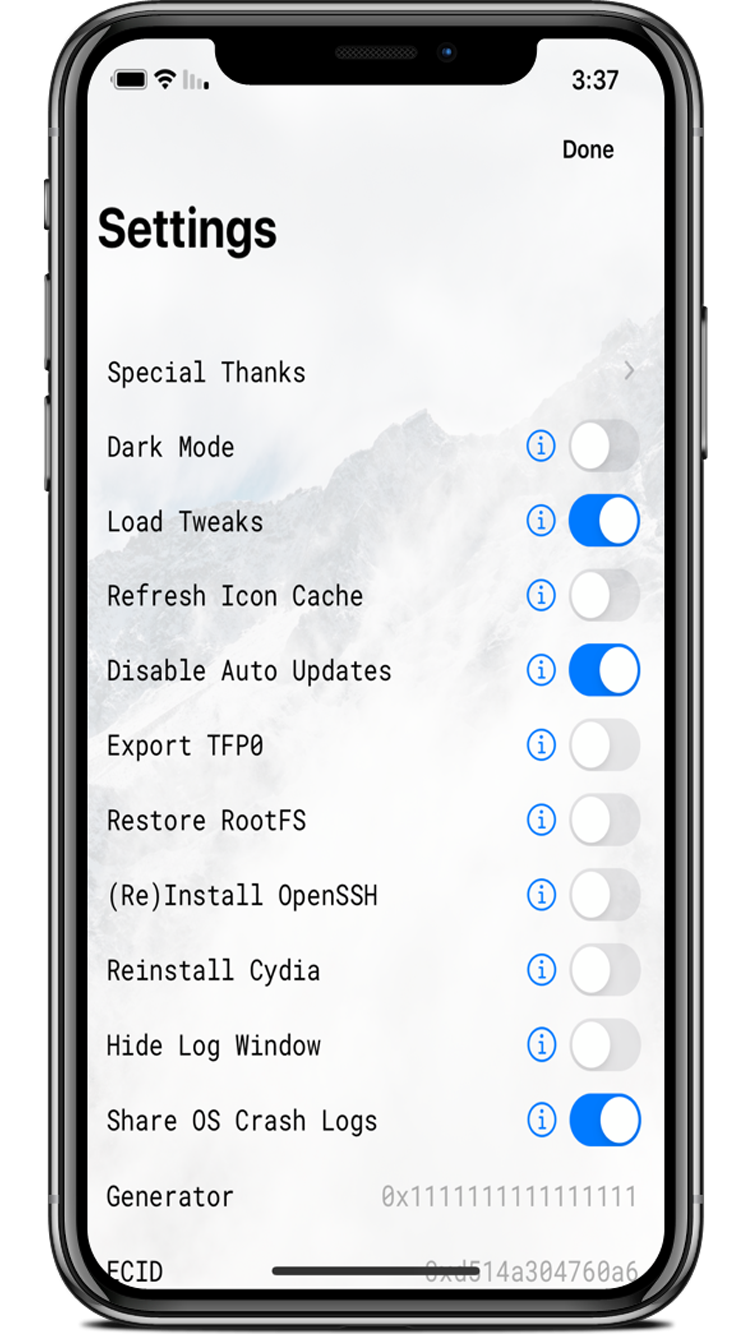 3:37
Done
Settings
Special Thanks
Dark Mode
Load Tweaks
Refresh Icon Cache
Disable Auto Updates
Export TFP0
Restore RootFS
(Re)Install OpenSSH
Reinstall Cydia
Hide Log Window
Share OS Crash Logs
Generator 0x1111111111111111
ECID 0xd514a304760a6